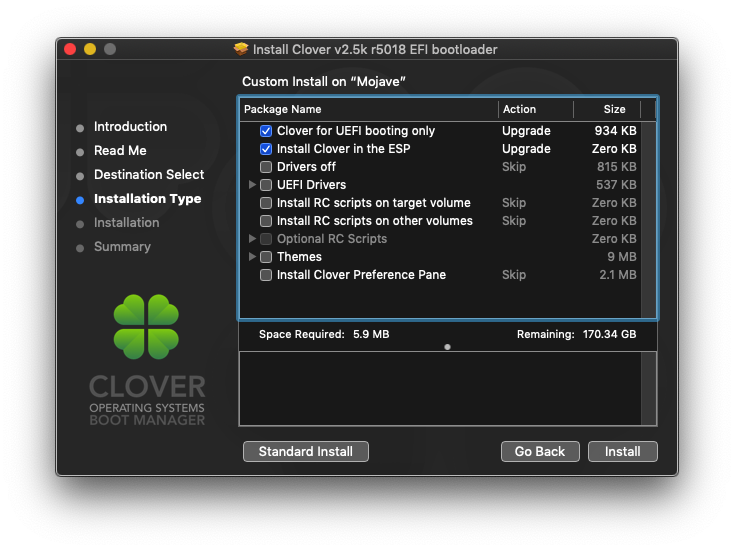 Install Clover v2.5k r5018 EFI bootloader
Custom Install on “Mojave”
Introduction
Read Me
Destination Select
Installation Type
Installation
Summary
Package Name Action Size
Clover for UEFI booting only Upgrade 934 KB
Install Clover in the ESP Upgrade Zero KB
Drivers off Skip 815 KB
UEFI Drivers 537 KB
Install RC scripts on target volume Skip Zero KB
Install RC scripts on other volumes Skip Zero KB
Optional RC Scripts Zero KB
Themes 9 MB
Install Clover Preference Pane Skip 2.1 MB
Space Required: 5.9 MB Remaining: 170.34 GB
CLOVER
OPERATING SYSTEMS
BOOT MANAGER
Standard Install Go Back Install